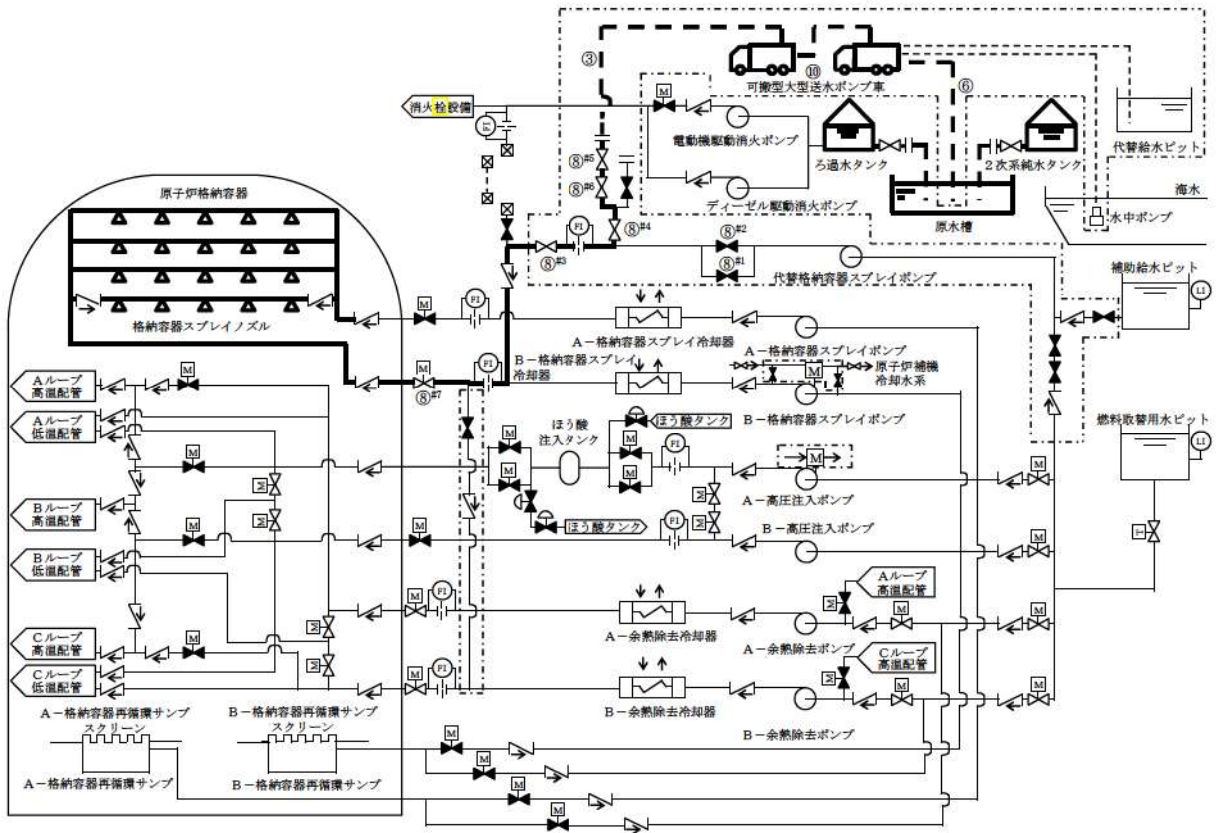 ③
⑩
可搬型大型送水ポンプ車
⑥
消火栓設備
M
FI
電動機駆動消火ポンプ
ろ過水タンク
2次系純水タンク
代替給水ピット
⑧#5
⑧#6
ディーゼル駆動消火ポンプ
原水槽
海水
水中ポンプ
原子炉格納容器
FI
⑧#4
⑧#3
⑧#2
⑧#1
代替格納容器スプレイポンプ
補助給水ピット
LI
格納容器スプレイノズル
M
FI
A-格納容器スプレイ冷却器
A-格納容器スプレイポンプ
B-格納容器スプレイ
冷却器
M
FI
⑧#7
M
原子炉補機
冷却水系
B-格納容器スプレイポンプ
Aループ
高温配管
M
Aループ
低温配管
ほう酸
注入タンク
ほう酸タンク
燃料取替用水ピット
LI
M
M
M
M
M
FI
M
M
A-高圧注入ポンプ
M
M
Bループ
高温配管
M
ほう酸タンク
FI
M
B-高圧注入ポンプ
M
T
M
M
Bループ
低温配管
Aループ
高温配管
M
FI
M
M
M
M
A-余熱除去冷却器
A-余熱除去ポンプ
Cループ
高温配管
M
M
Cループ
高温配管
Cループ
低温配管
M
FI
M
M
M
B-余熱除去冷却器
B-余熱除去ポンプ
A-格納容器再循環サンプ
スクリーン
B-格納容器再循環サンプ
スクリーン
A-格納容器再循環サンプ
B-格納容器再循環サンプ
M
M
M
M